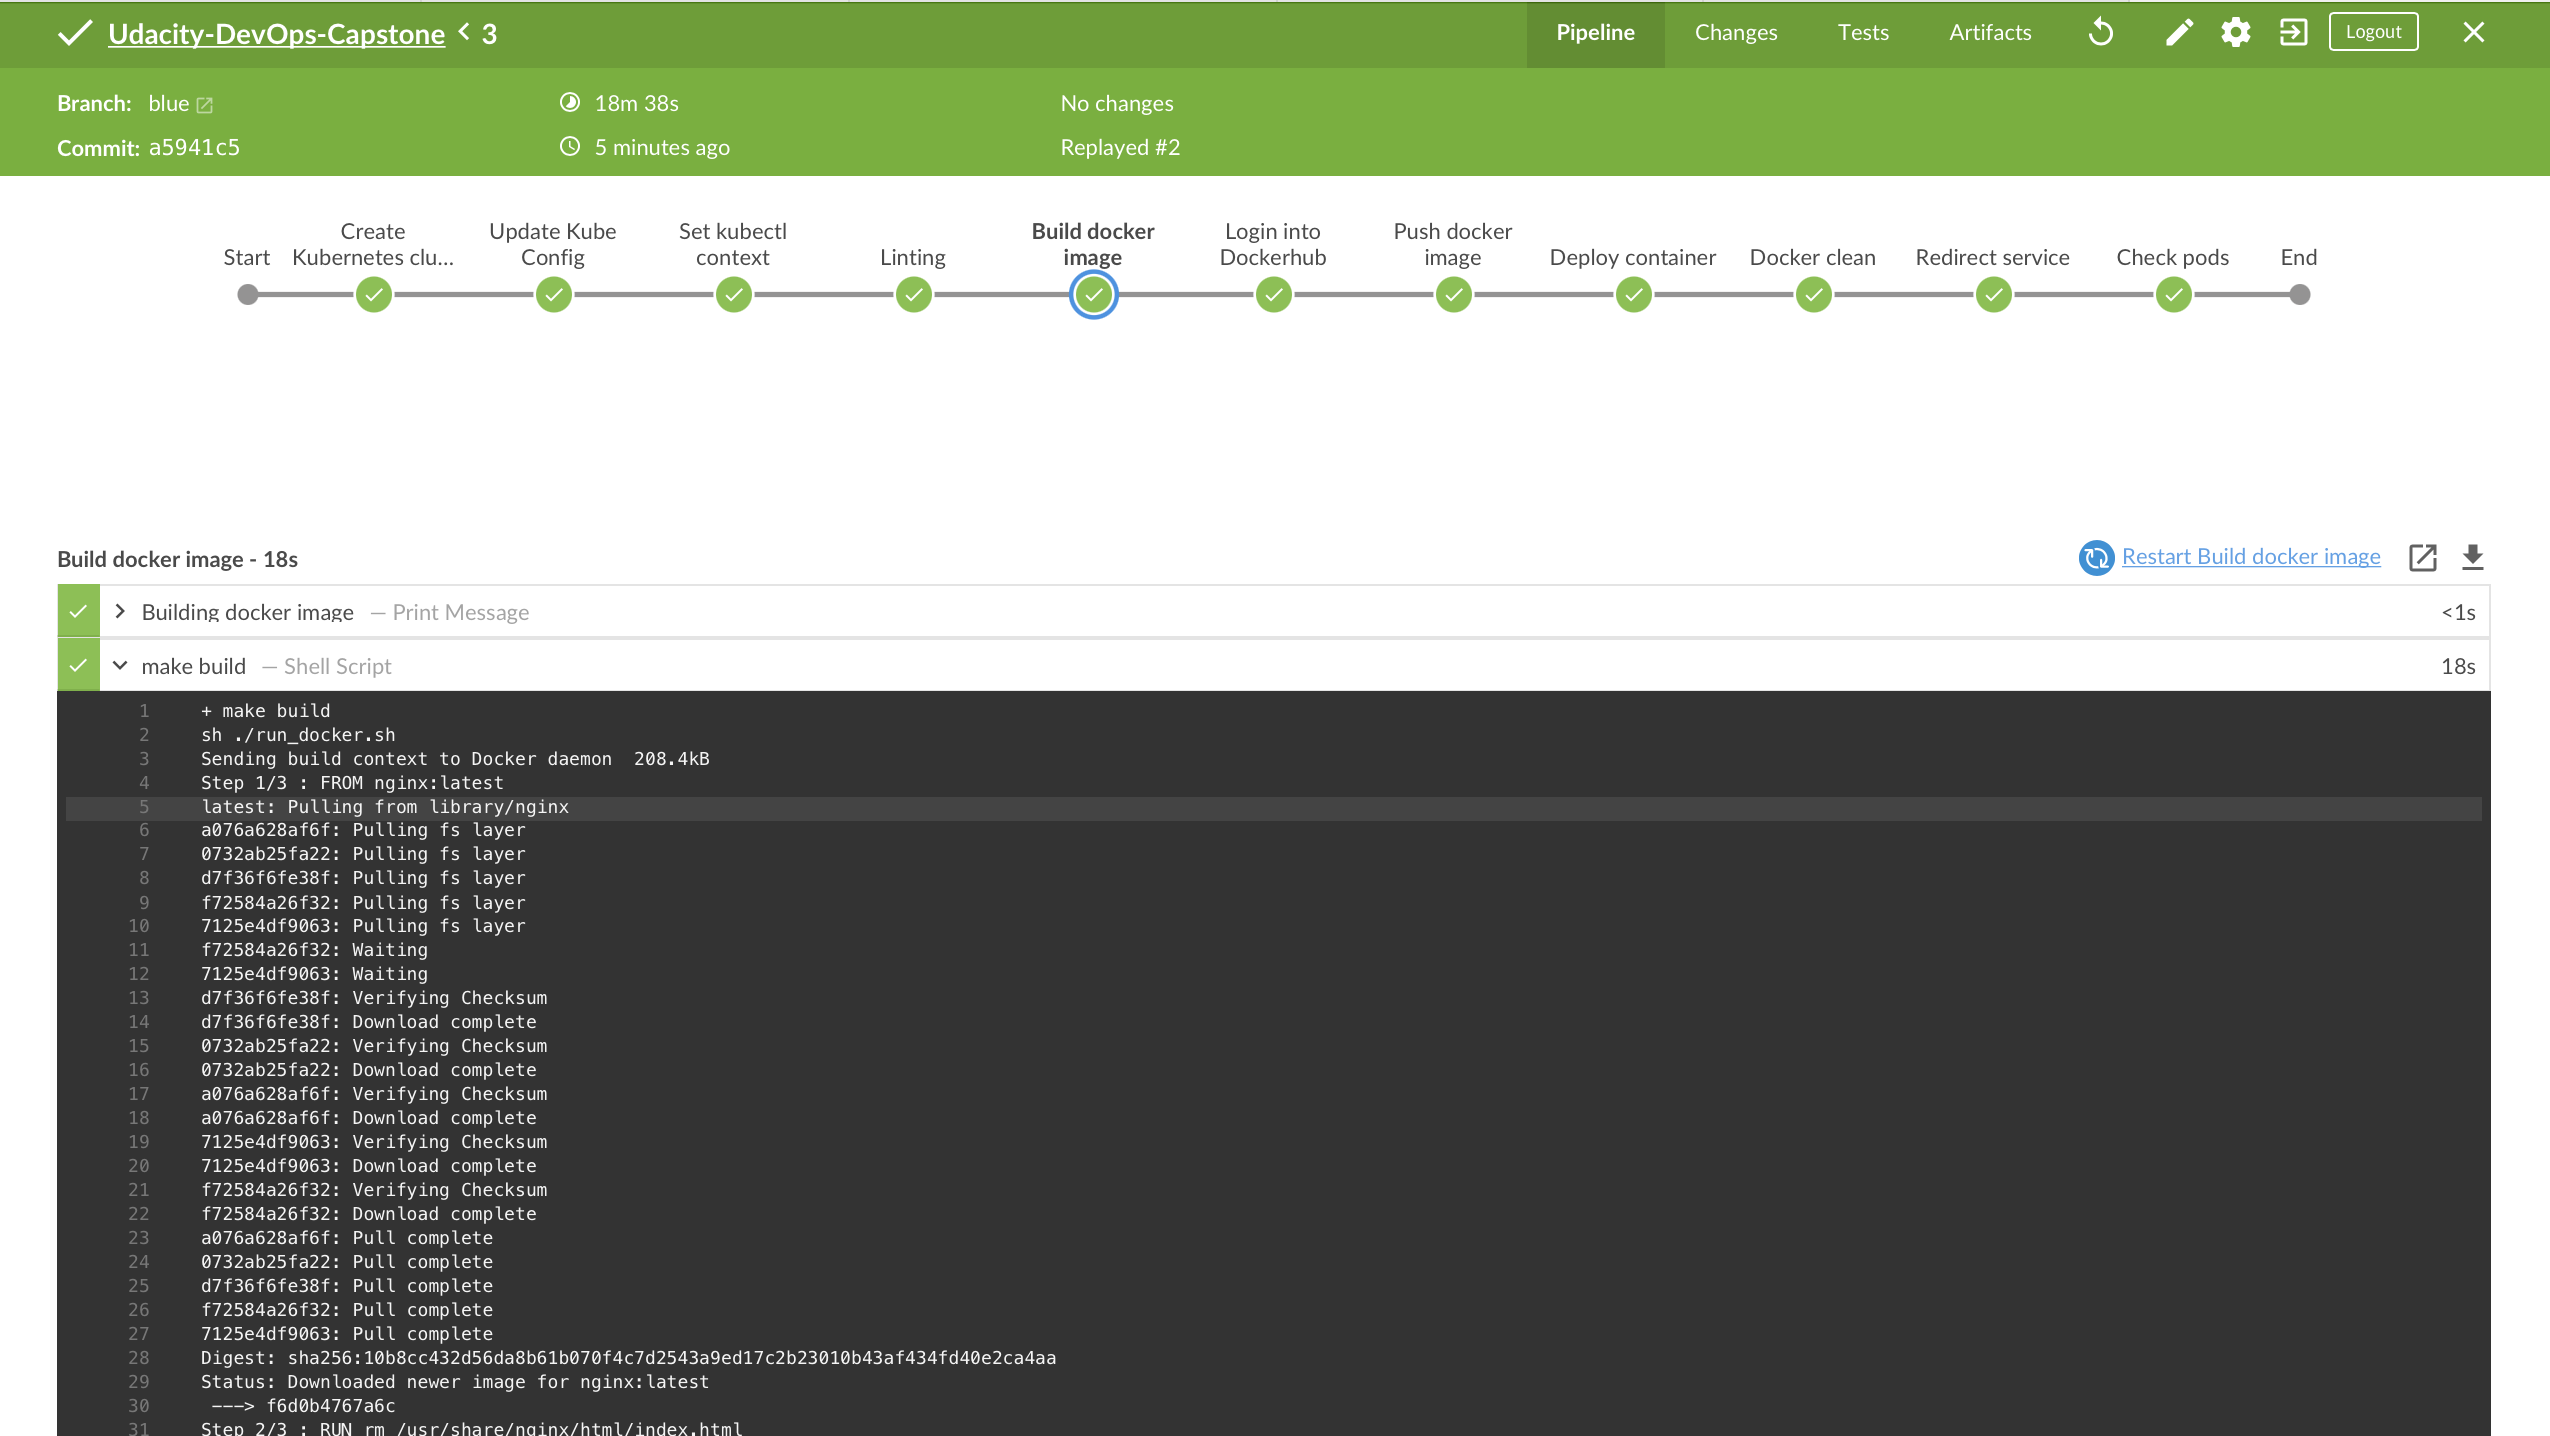 Udacity-DevOps-Capstone < 3
Pipeline Changes Tests Artifacts Logout
Branch: blue 18m 38s No changes
Commit: a5941c5 5 minutes ago Replayed #2
Start
Create
Kubernetes clu...
Update Kube
Config
Set kubectl
context
Linting
Build docker
image
Login into
Dockerhub
Push docker
image
Deploy container
Docker clean
Redirect service
Check pods
End
Build docker image - 18s
Restart Build docker image
Building docker image — Print Message <1s
make build — Shell Script 18s
1 + make build
2 sh ./run_docker.sh
3 Sending build context to Docker daemon  208.4kB
4 Step 1/3 : FROM nginx:latest
5 latest: Pulling from library/nginx
6 a076a628af6f: Pulling fs layer
7 0732ab25fa22: Pulling fs layer
8 d7f36f6fe38f: Pulling fs layer
9 f72584a26f32: Pulling fs layer
10 7125e4df9063: Pulling fs layer
11 f72584a26f32: Waiting
12 7125e4df9063: Waiting
13 d7f36f6fe38f: Verifying Checksum
14 d7f36f6fe38f: Download complete
15 0732ab25fa22: Verifying Checksum
16 0732ab25fa22: Download complete
17 a076a628af6f: Verifying Checksum
18 a076a628af6f: Download complete
19 7125e4df9063: Verifying Checksum
20 7125e4df9063: Download complete
21 f72584a26f32: Verifying Checksum
22 f72584a26f32: Download complete
23 a076a628af6f: Pull complete
24 0732ab25fa22: Pull complete
25 d7f36f6fe38f: Pull complete
26 f72584a26f32: Pull complete
27 7125e4df9063: Pull complete
28 Digest: sha256:10b8cc432d56da8b61b070f4c7d2543a9ed17c2b23010b43af434fd40e2ca4aa
29 Status: Downloaded newer image for nginx:latest
30 ---> f6d0b4767a6c
31 Step 2/3 : RUN rm /usr/share/nginx/html/index.html